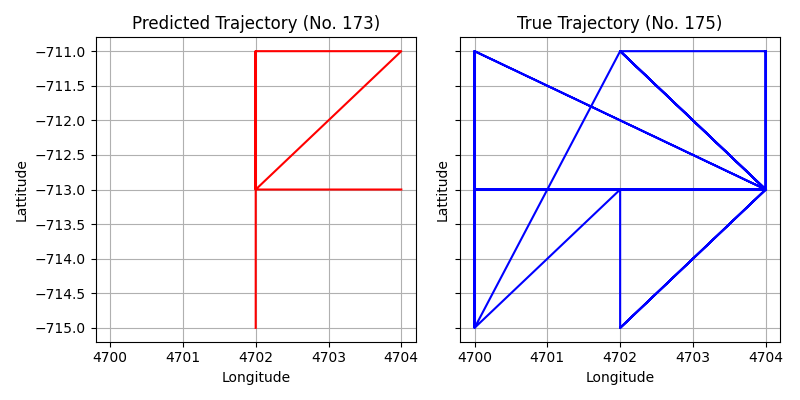 Predicted Trajectory (No. 173)
True Trajectory (No. 175)
−711.0
−711.5
−712.0
−712.5
−713.0
−713.5
−714.0
−714.5
−715.0
Lattitude
Lattitude
4700 4701 4702 4703 4704
4700 4701 4702 4703 4704
Longitude
Longitude